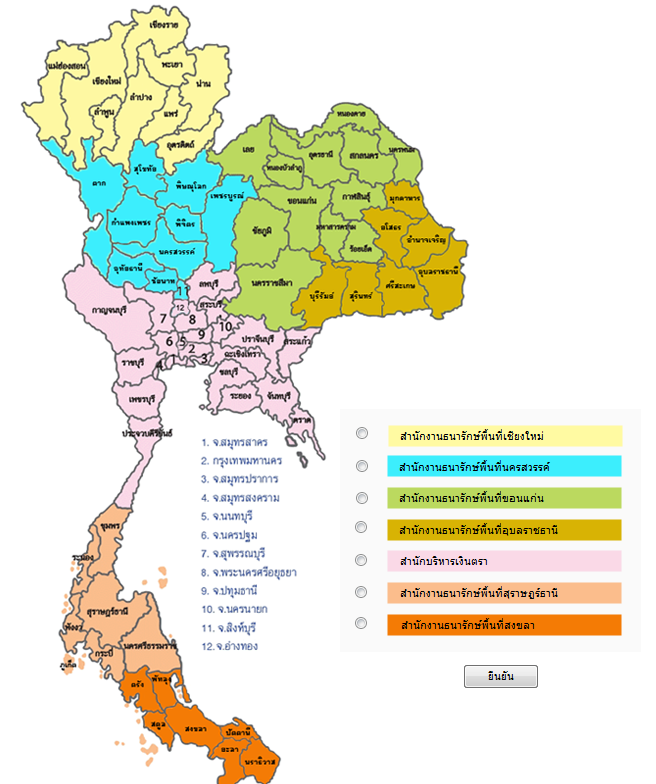 เชียงราย
แม่ฮ่องสอน
พะเยา
เชียงใหม่
น่าน
ลำปาง
ลำพูน
แพร่
อุตรดิตถ์
หนองคาย
เลย
อุดรธานี
สกลนคร
นครพนม
หนองบัวลำภู
สุโขทัย
ตาก
พิษณุโลก
เพชรบูรณ์
ขอนแก่น
กาฬสินธุ์
มุกดาหาร
กำแพงเพชร
พิจิตร
ชัยภูมิ
มหาสารคาม
ยโสธร
อำนาจเจริญ
ร้อยเอ็ด
นครสวรรค์
อุทัยธานี
ชัยนาท
11
ลพบุรี
นครราชสีมา
บุรีรัมย์
สุรินทร์
ศรีสะเกษ
อุบลราชธานี
กาญจนบุรี
12
สระบุรี
7
8
10
9
ปราจีนบุรี
สระแก้ว
6
5
2
ฉะเชิงเทรา
ราชบุรี
4
1
3
ชลบุรี
เพชรบุรี
ระยอง
จันทบุรี
ตราด
ประจวบคีรีขันธ์
ชุมพร
ระนอง
สุราษฎร์ธานี
พังงา
นครศรีธรรมราช
ภูเก็ต
กระบี่
ตรัง
พัทลุง
สตูล
สงขลา
ปัตตานี
ยะลา
นราธิวาส
1. จ.สมุทรสาคร
2. กรุงเทพมหานคร
3. จ.สมุทรปราการ
4. จ.สมุทรสงคราม
5. จ.นนทบุรี
6. จ.นครปฐม
7. จ.สุพรรณบุรี
8. จ.พระนครศรีอยุธยา
9. จ.ปทุมธานี
10. จ.นครนายก
11. จ.สิงห์บุรี
12. จ.อ่างทอง
สำนักงานธนารักษ์พื้นที่เชียงใหม่
สำนักงานธนารักษ์พื้นที่นครสวรรค์
สำนักงานธนารักษ์พื้นที่ขอนแก่น
สำนักงานธนารักษ์พื้นที่อุบลราชธานี
สำนักบริหารเงินตรา
สำนักงานธนารักษ์พื้นที่สุราษฎร์ธานี
สำนักงานธนารักษ์พื้นที่สงขลา
ยืนยัน